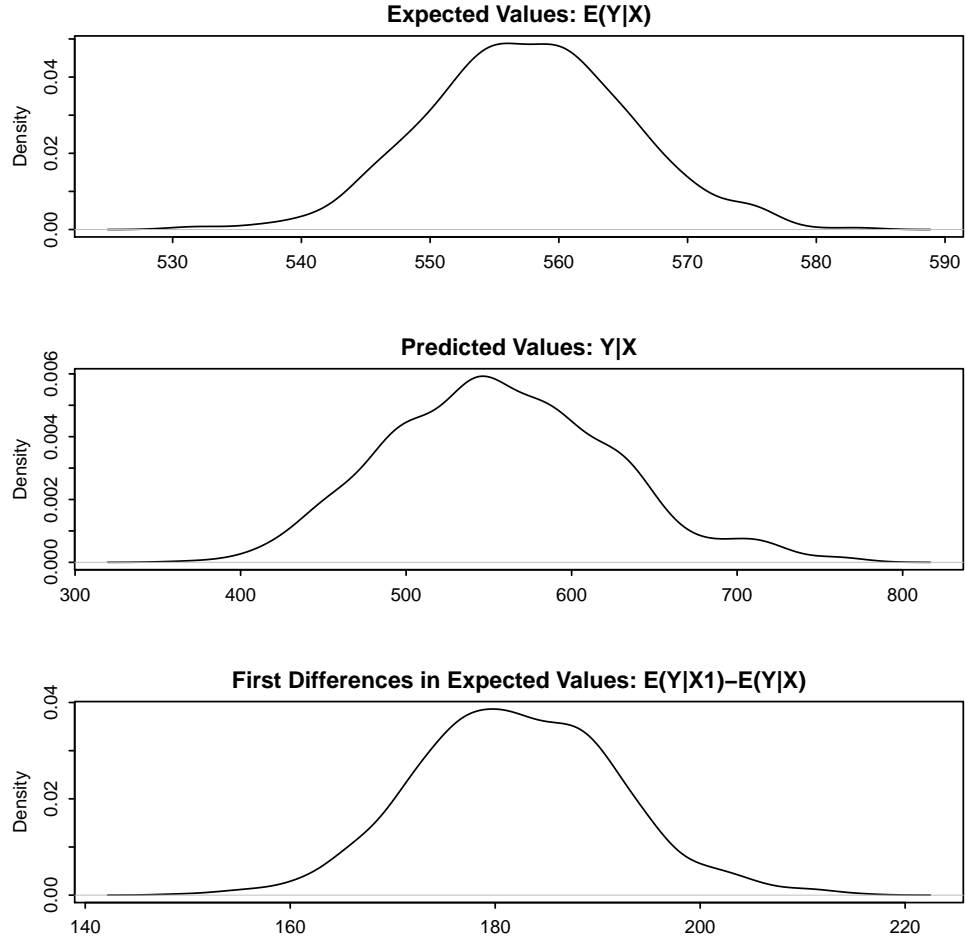 Expected Values: E(Y|X)
Density
0.00
0.02
0.04
530 540 550 560 570 580 590
Predicted Values: Y|X
Density
0.000
0.002
0.004
0.006
300 400 500 600 700 800
First Differences in Expected Values: E(Y|X1)−E(Y|X)
Density
0.00
0.02
0.04
140 160 180 200 220